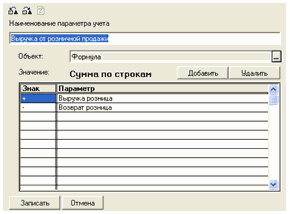 Наименование параметра учета
Выручка от розничной продажи
Объект: Формула ...
Значение: Сумма по строкам Добавить Удалить
Знак Параметр
+ Выручка розница
- Возврат розница
Записать Отмена